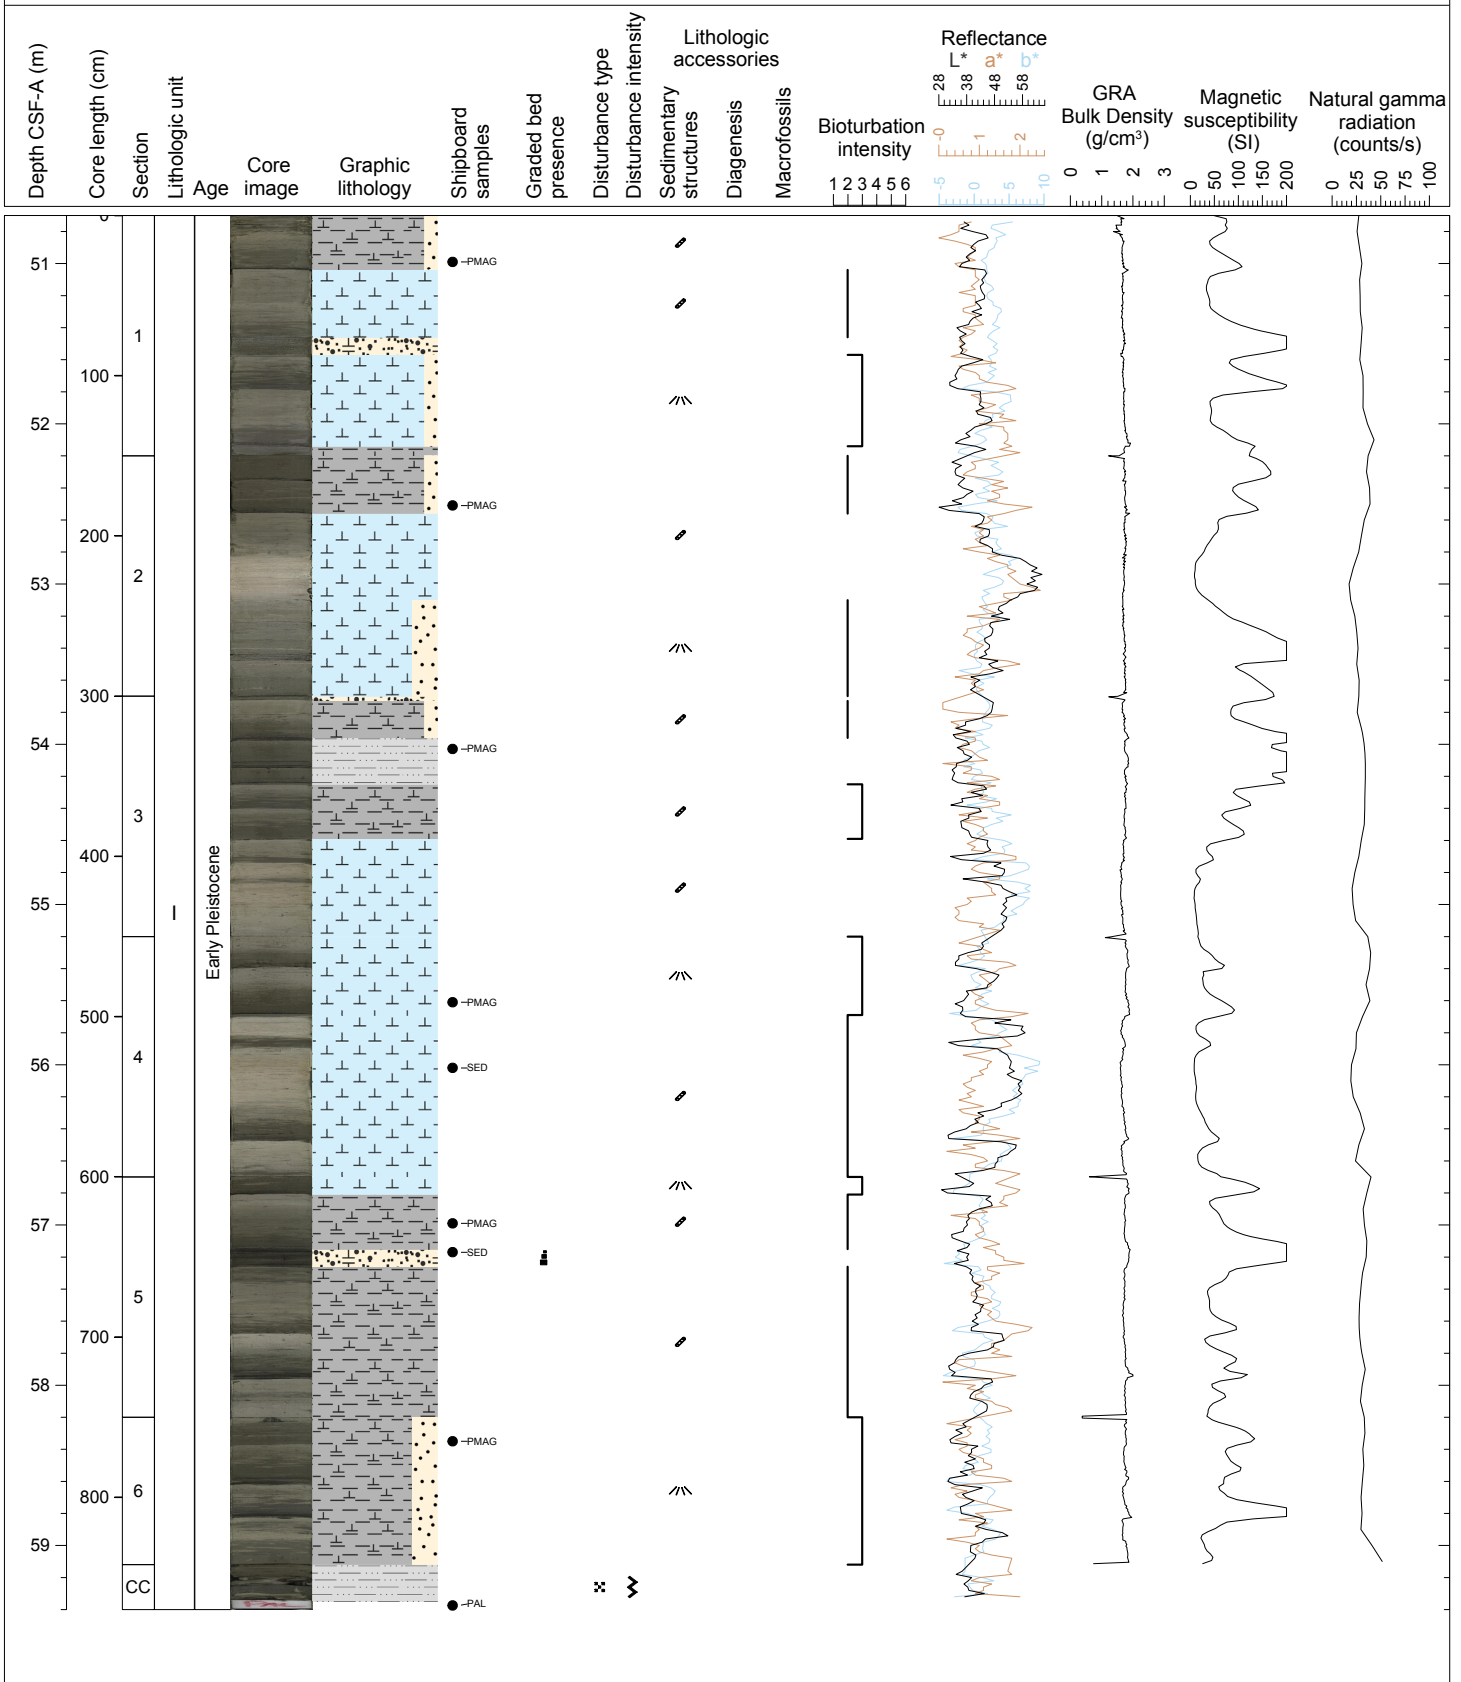 Depth CSF-A (m)
Core length (cm)
Section
Lithologic unit
Age
Core
image
Graphic
lithology
Shipboard
samples
Graded bed
presence
Disturbance type
Disturbance intensity
Lithologic
accessories
Sedimentary
structures
Diagenesis
Macrofossils
Bioturbation
intensity
1 2 3 4 5 6
Reflectance
L* a* b*
28 38 48 58
-0 1 2
-5 0 5 10
GRA
Bulk Density
(g/cm³)
0 1 2 3
Magnetic
susceptibility
(SI)
0 50 100 150 200
Natural gamma
radiation
(counts/s)
0 25 50 75 100
0
51
PMAG
1
100
52
PMAG
200
2
53
300
54
PMAG
3
400
Early Pleistocene
I
55
PMAG
500
4
56
SED
600
57
PMAG
SED
5
700
58
PMAG
6
800
59
CC
PAL